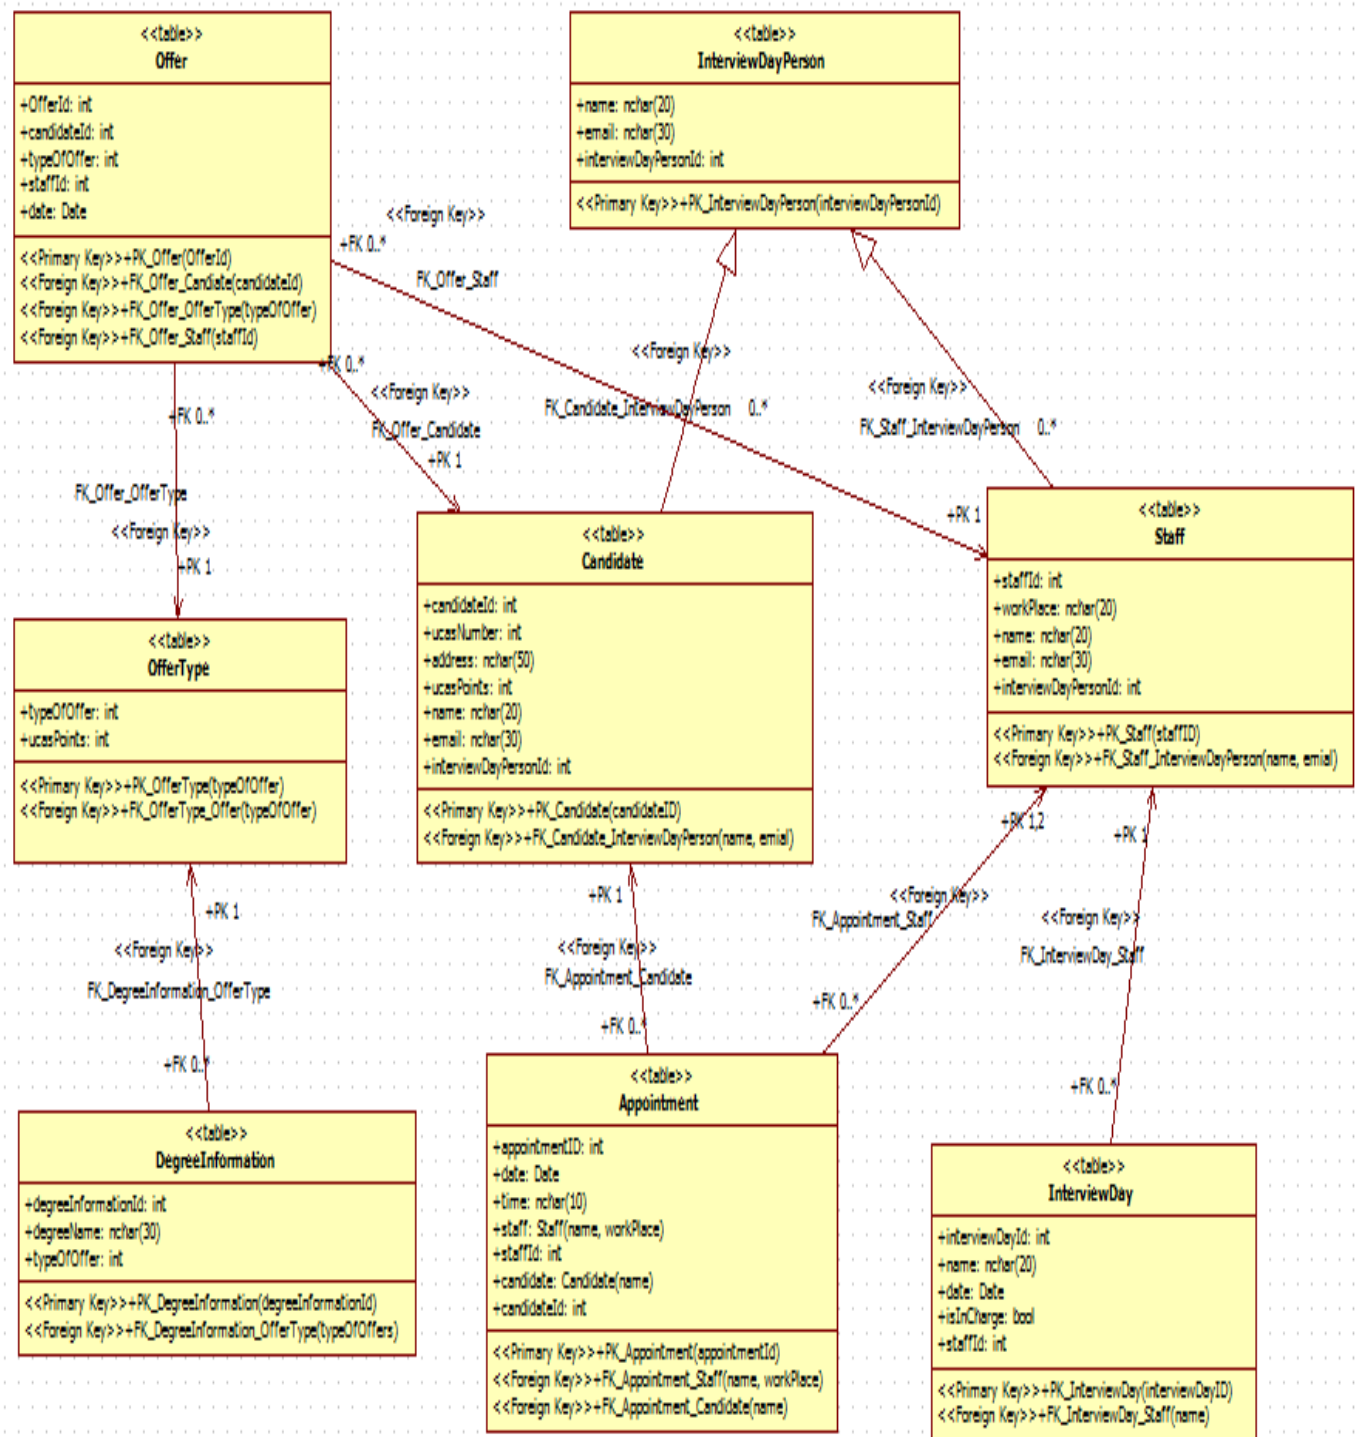 <<table>>
Offer
+OfferId: int
+candidateId: int
+typeOfOffer: int
+staffId: int
+date: Date
<<Primary Key>>+PK_Offer(OfferId)
<<Foreign Key>>+FK_Offer_Candiate(candidateId)
<<Foreign Key>>+FK_Offer_OfferType(typeOfOffer)
<<Foreign Key>>+FK_Offer_Staff(staffId)
<<table>>
InterviewDayPerson
+name: nchar(20)
+email: nchar(30)
+interviewDayPersonId: int
<<Primary Key>>+PK_InterviewDayPerson(interviewDayPersonId)
<<Foreign Key>>
+FK 0..*
FK_Offer_Staff
+PK 1
+FK 0..*
<<Foreign Key>>
FK_Offer_Candidate
+PK 1
<<Foreign Key>>
FK_Candidate_InterviewDayPerson 0..*
<<Foreign Key>>
FK_Staff_InterviewDayPerson 0..*
+FK 0..*
FK_Offer_OfferType
<<Foreign Key>>
+PK 1
<<table>>
OfferType
+typeOfOffer: int
+ucasPoints: int
<<Primary Key>>+PK_OfferType(typeOfOffer)
<<Foreign Key>>+FK_OfferType_Offer(typeOfOffer)
<<table>>
Candidate
+candidateId: int
+ucasNumber: int
+address: nchar(50)
+ucasPoints: int
+name: nchar(20)
+email: nchar(30)
+interviewDayPersonId: int
<<Primary Key>>+PK_Candidate(candidateID)
<<Foreign Key>>+FK_Candidate_InterviewDayPerson(name, emial)
<<table>>
Staff
+staffId: int
+workPlace: nchar(20)
+name: nchar(20)
+email: nchar(30)
+interviewDayPersonId: int
<<Primary Key>>+PK_Staff(staffID)
<<Foreign Key>>+FK_Staff_InterviewDayPerson(name, emial)
+PK 1
<<Foreign Key>>
FK_DegreeInformation_OfferType
+FK 0..*
+PK 1
<<Foreign Key>>
FK_Appointment_Candidate
+FK 0..*
+PK 1,2
<<Foreign Key>>
FK_Appointment_Staff
+FK 0..*
+PK 1
<<Foreign Key>>
FK_InterviewDay_Staff
+FK 0..*
<<table>>
DegreeInformation
+degreeInformationId: int
+degreeName: nchar(30)
+typeOfOffer: int
<<Primary Key>>+PK_DegreeInformation(degreeInformationId)
<<Foreign Key>>+FK_DegreeInformation_OfferType(typeOfOffers)
<<table>>
Appointment
+appointmentID: int
+date: Date
+time: nchar(10)
+staff: Staff(name, workPlace)
+staffId: int
+candidate: Candidate(name)
+candidateId: int
<<Primary Key>>+PK_Appointment(appointmentId)
<<Foreign Key>>+FK_Appointment_Staff(name, workPlace)
<<Foreign Key>>+FK_Appointment_Candidate(name)
<<table>>
InterviewDay
+interviewDayId: int
+name: nchar(20)
+date: Date
+isInCharge: bool
+staffId: int
<<Primary Key>>+PK_InterviewDay(interviewDayID)
<<Foreign Key>>+FK_InterviewDay_Staff(name)